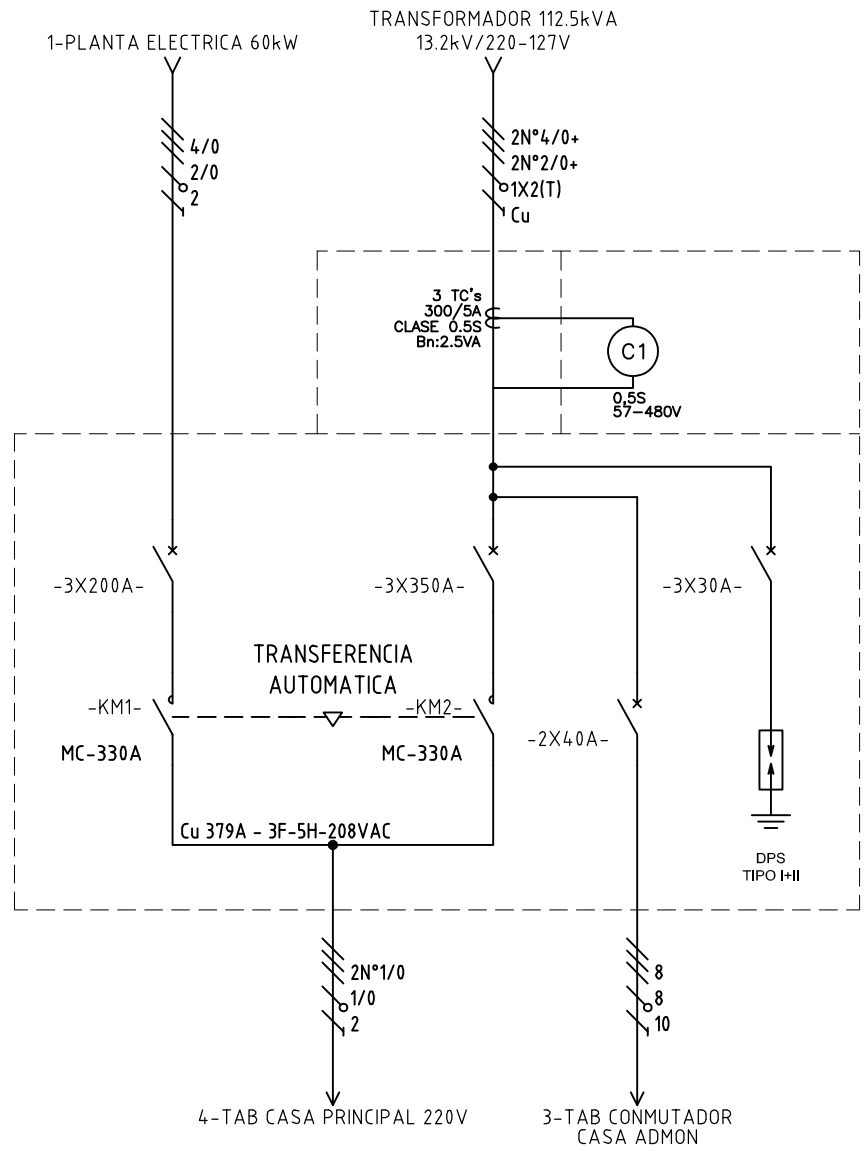 TRANSFORMADOR 112.5kVA
13.2kV/220-127V
1-PLANTA ELECTRICA 60kW
4/0
2/0
2
2N°4/0+
2N°2/0+
1X2(T)
Cu
3 TC's
300/5A
CLASE 0.5S
Bn:2.5VA
C1
0,5S
57-480V
-3X200A-
-3X350A-
-3X30A-
TRANSFERENCIA
AUTOMATICA
-KM1-
-KM2-
MC-330A
MC-330A
-2X40A-
Cu 379A - 3F-5H-208VAC
DPS
TIPO I+II
2N°1/0
1/0
2
8
8
10
4-TAB CASA PRINCIPAL 220V
3-TAB CONMUTADOR
CASA ADMON